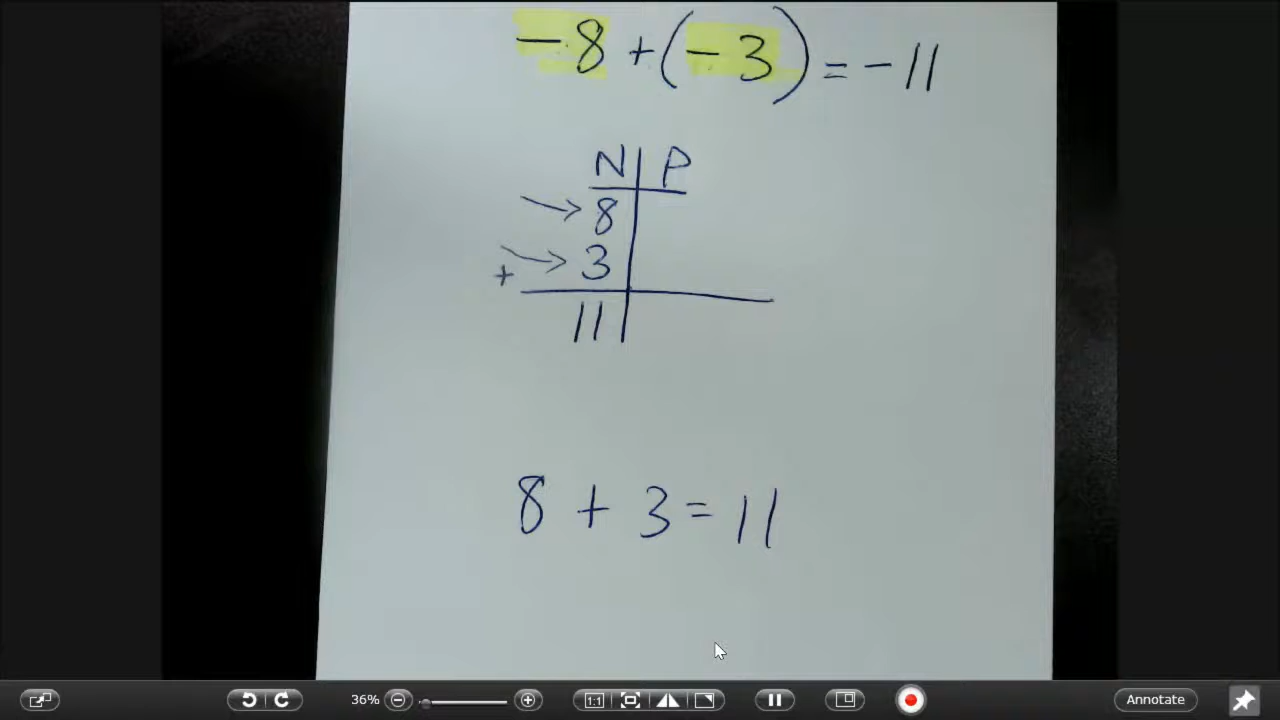 -8 + (-3) = -11
N | P
8
+ 3
11
8 + 3 = 11
36%
1:1
Annotate